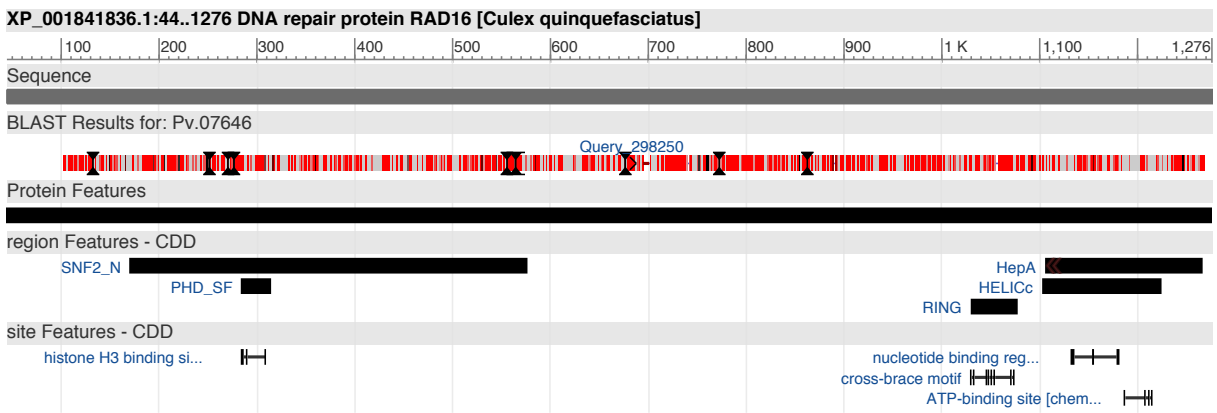 XP_001841836.1:44..1276 DNA repair protein RAD16 [Culex quinquefasciatus]
100 200 300 400 500 600 700 800 900 1 K 1,100 1,276
Sequence
BLAST Results for: Pv.07646
Query_298250
Protein Features
region Features - CDD
SNF2_N HepA
PHD_SF HELICc
RING
site Features - CDD
histone H3 binding si... nucleotide binding reg...
cross-brace motif
ATP-binding site [chem...